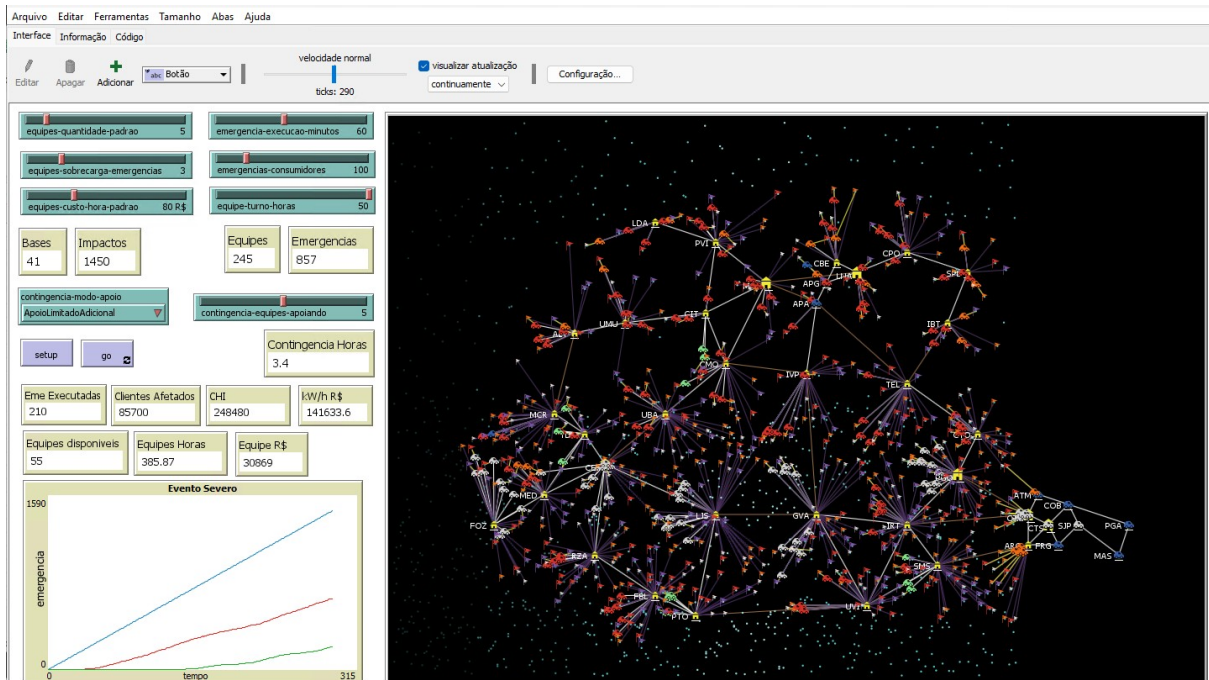 Arquivo Editar Ferramentas Tamanho Abas Ajuda
Interface Informação Código
Editar Apagar Adicionar abc Botão
velocidade normal
ticks: 290
visualizar atualização
continuamente
Configuração...
equipes-quantidade-padrao 5
emergencia-execucao-minutos 60
equipes-sobrecarga-emergencias 3
emergencias-consumidores 100
equipes-custo-hora-padrao 80 R$
equipe-turno-horas 50
Bases
41
Impactos
1450
Equipes
245
Emergencias
857
contingencia-modo-apoio
ApoioLimitadoAdicional
contingencia-equipes-apoiando 5
setup
go
Contingencia Horas
3.4
Eme Executadas
210
Clientes Afetados
85700
CHI
248480
kW/h R$
141633.6
Equipes disponiveis
55
Equipes Horas
385.87
Equipe R$
30869
Evento Severo
1590
emergencia
0
0
tempo
315
LDA
PVI
CBE
CPO
APG
LNA
SPL
APA
CIT
UMU
IBT
CMO
IVP
TEL
MCR
UBA
MED
FOZ
LIS
GVA
IRT
ATM
COB
CTS
SJP
PGA
FRG
MAS
RZA
SMS
FBL
PTO
UVI